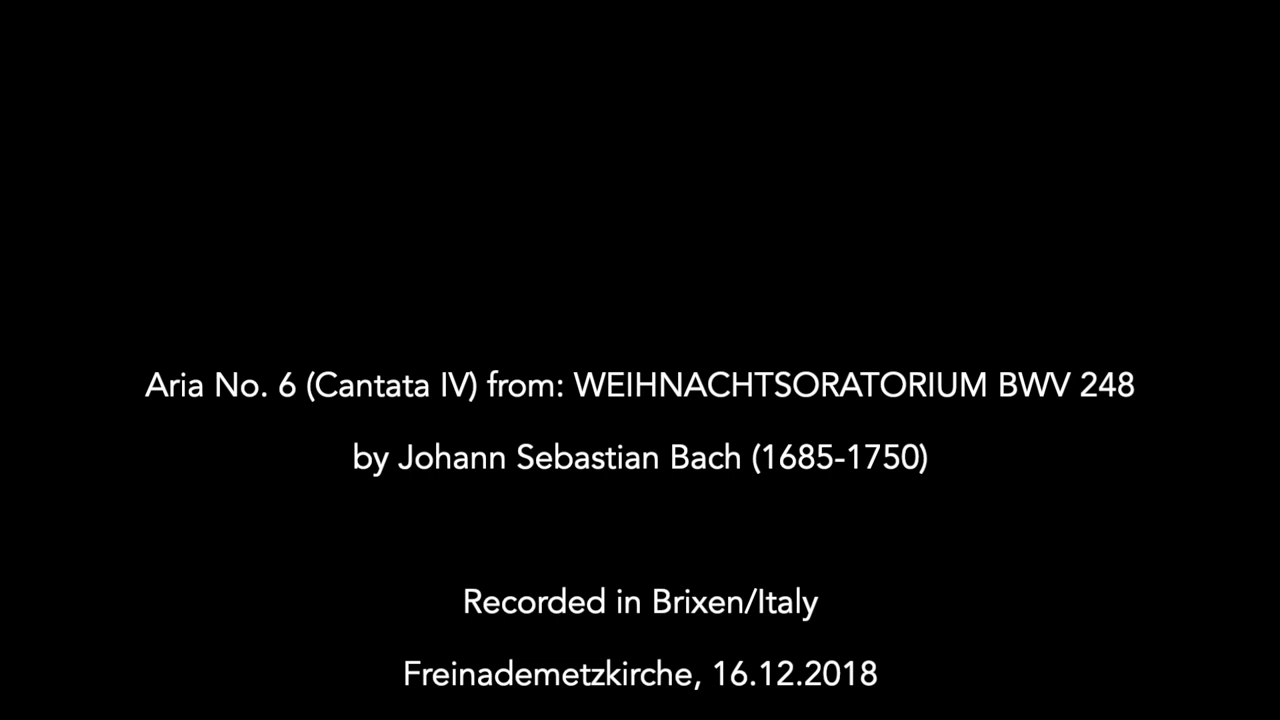 Aria No. 6 (Cantata IV) from: WEIHNACHTSORATORIUM BWV 248
by Johann Sebastian Bach (1685-1750)
Recorded in Brixen/Italy
Freinademetzkirche, 16.12.2018